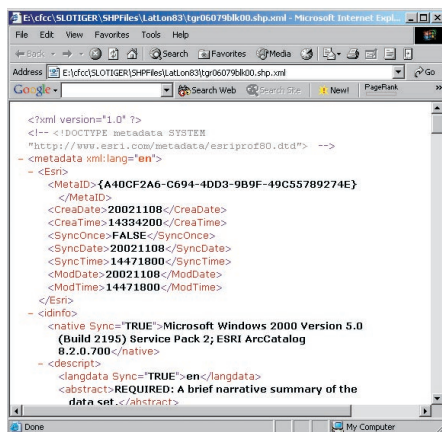 E:\cfcc\SLOTIGER\SHPFiles\LatLon83\tgr06079blk00.shp.xml - Microsoft Internet Expl...
File Edit View Favorites Tools Help
Back Search Favorites Media
Address E:\cfcc\SLOTIGER\SHPFiles\LatLon83\tgr06079blk00.shp.xml Go
Google Search Web Search Site New! PageRank
<?xml version="1.0" ?>
<!-- <!DOCTYPE metadata SYSTEM
"http://www.esri.com/metadata/esriprof80.dtd"> -->
- <metadata xml:lang="en">
- <Esri>
<MetaID>{A40CF2A6-C694-4DD3-9B9F-49C55789274E}
</MetaID>
<CreaDate>20021108</CreaDate>
<CreaTime>14334200</CreaTime>
<SyncOnce>FALSE</SyncOnce>
<SyncDate>20021108</SyncDate>
<SyncTime>14471800</SyncTime>
<ModDate>20021108</ModDate>
<ModTime>14471800</ModTime>
</Esri>
- <idinfo>
<native Sync="TRUE">Microsoft Windows 2000 Version 5.0
(Build 2195) Service Pack 2; ESRI ArcCatalog
8.2.0.700</native>
- <descript>
<langdata Sync="TRUE">en</langdata>
<abstract>REQUIRED: A brief narrative summary of the
data set.</abstract>
Done My Computer